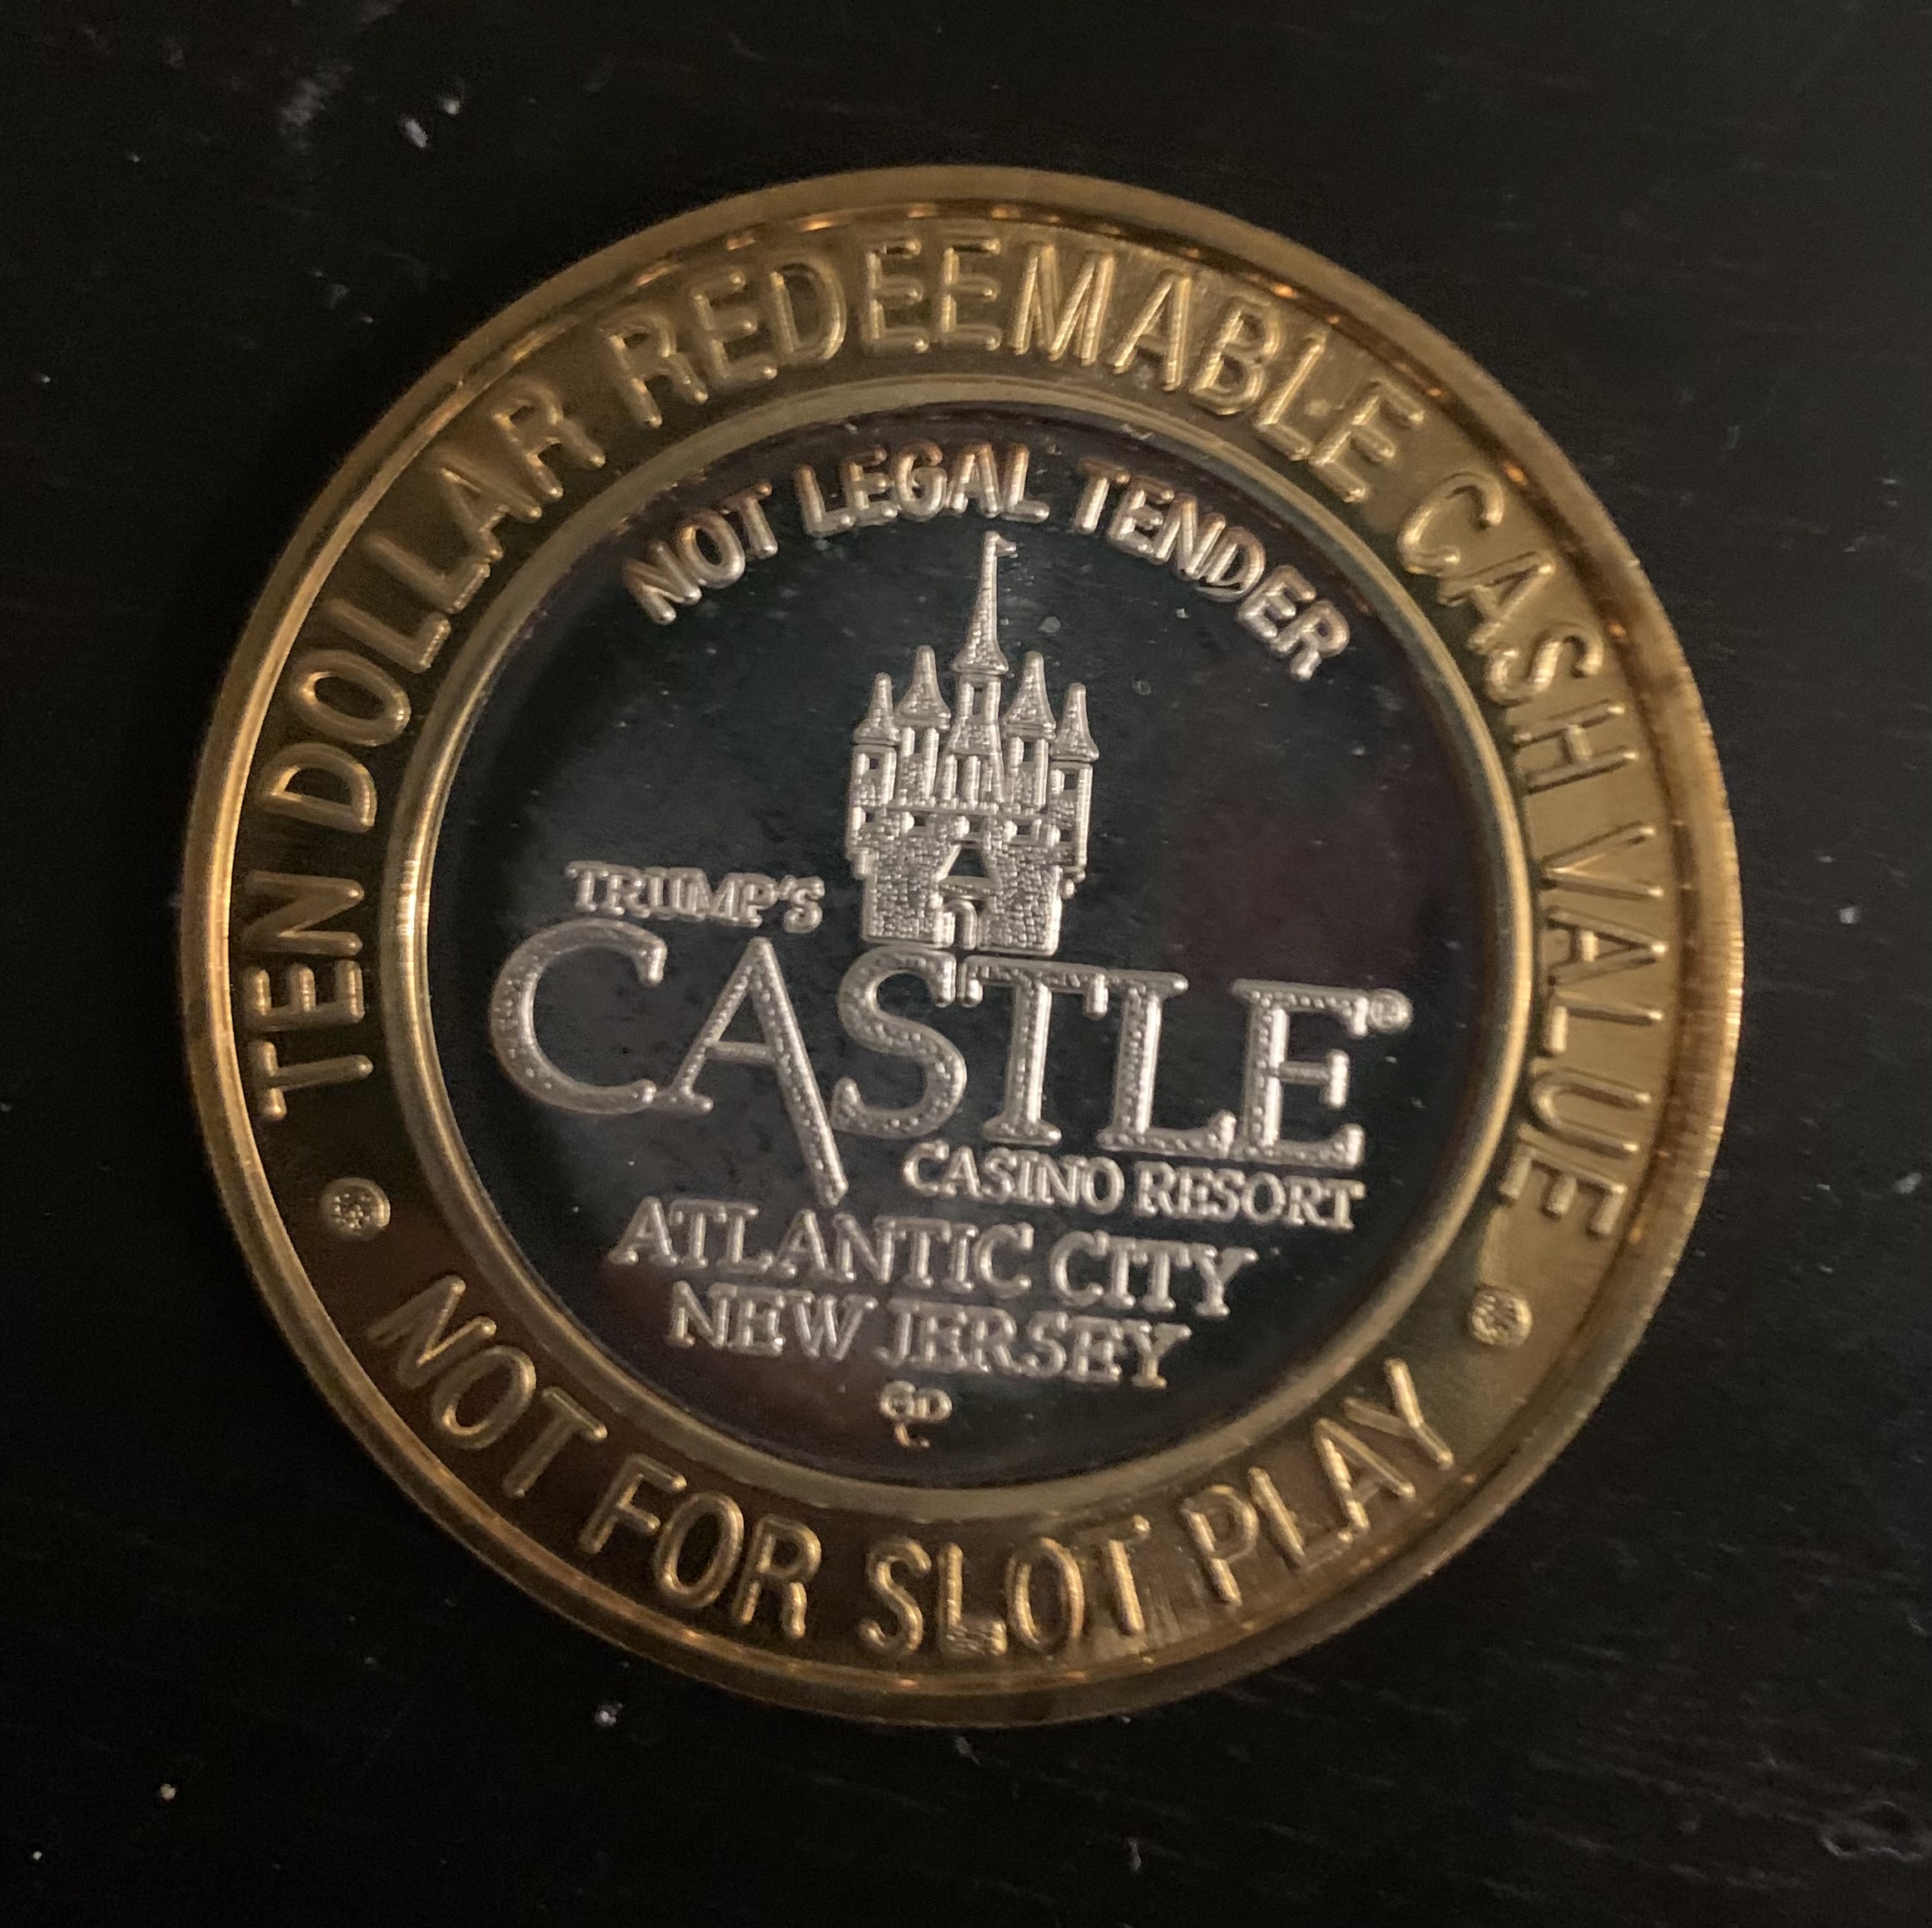 TEN DOLLAR REDEEMABLE CASH VALUE
NOT LEGAL TENDER
TRUMP'S
CASTLE®
CASINO RESORT
ATLANTIC CITY
NEW JERSEY
NOT FOR SLOT PLAY